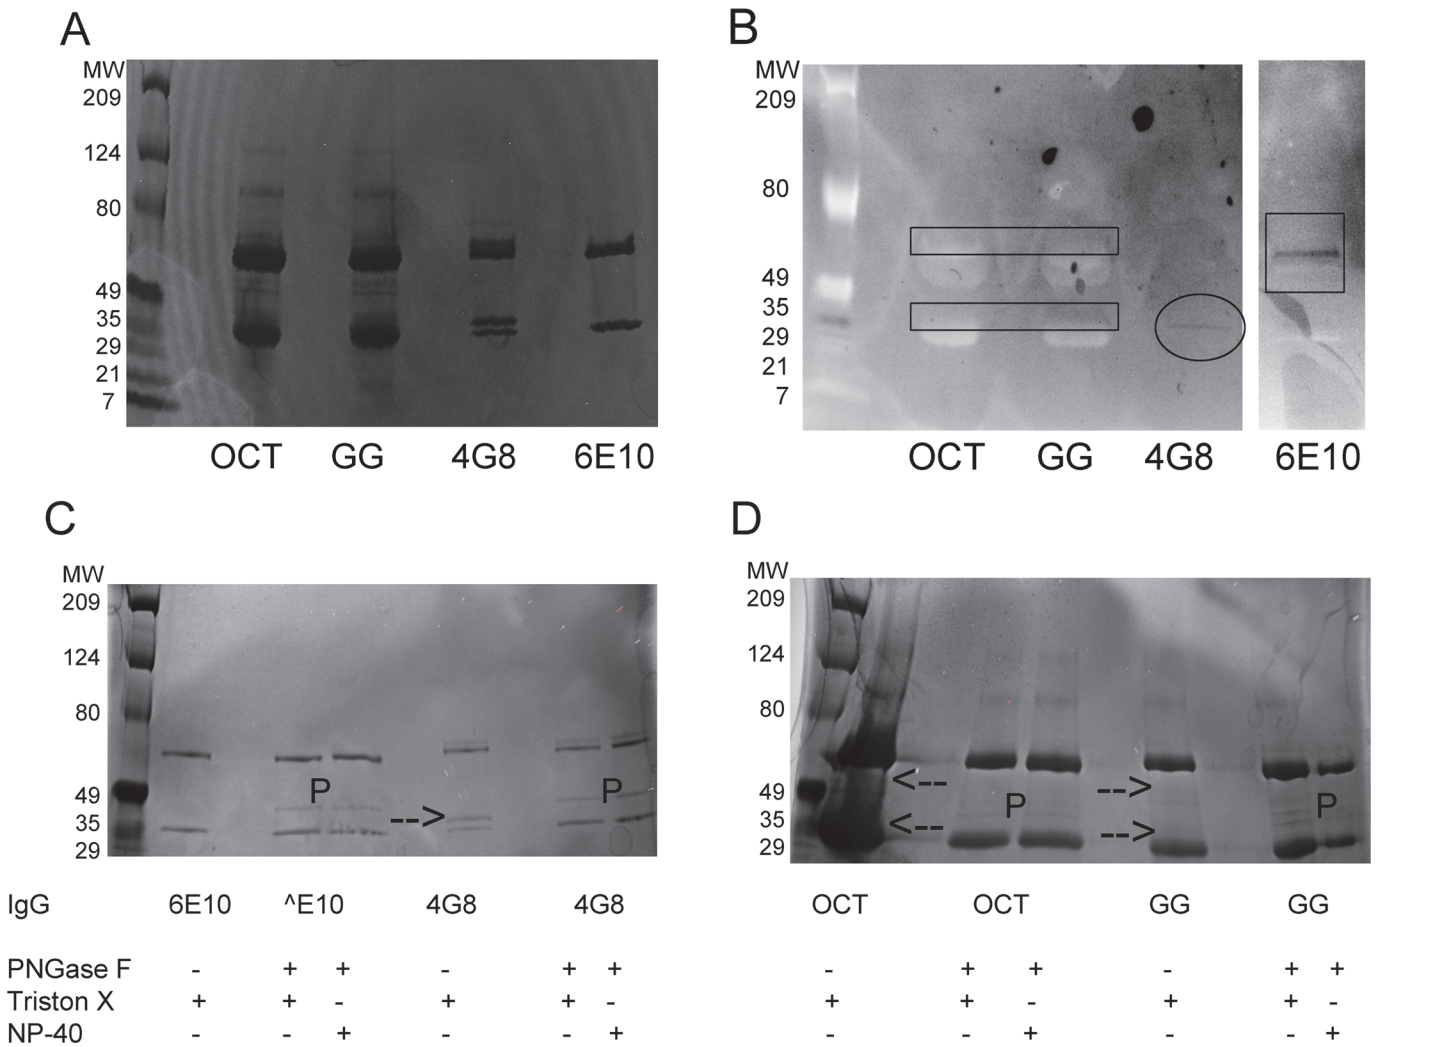 A
MW
209
124
80
49
35
29
21
7
OCT GG 4G8 6E10
B
MW
209
80
49
35
29
21
7
OCT GG 4G8 6E10
C
MW
209
124
80
49
35
29
P
-->
P
D
MW
209
124
80
49
35
29
<--
<--
P
-->
-->
P
IgG 6E10 ^E10 4G8 4G8 OCT OCT GG GG
PNGase F - + + - + + - + + - + +
Triston X + + - + + - + + - + + -
NP-40 - - + - - + - - + - - +